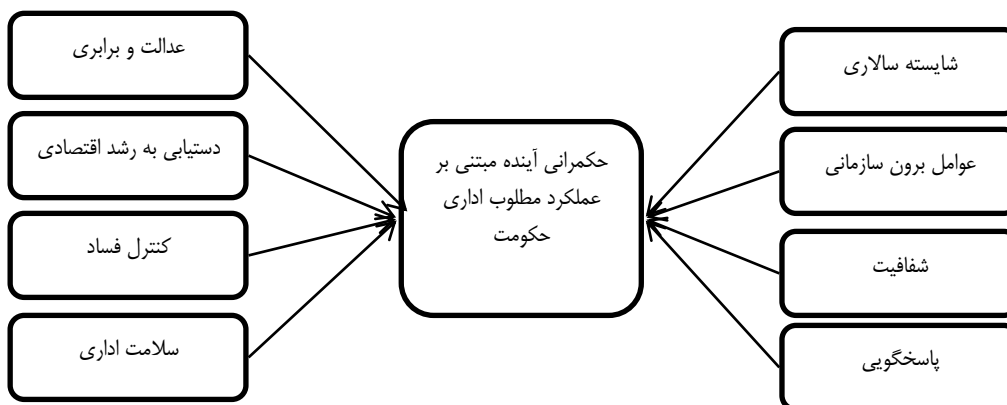 شایسته سالاری
عوامل برون سازمانی
شفافیت
پاسخگویی
حکمرانی آینده مبتنی بر
عملکرد مطلوب اداری
حکومت
عدالت و برابری
دستیابی به رشد اقتصادی
کنترل فساد
سلامت اداری